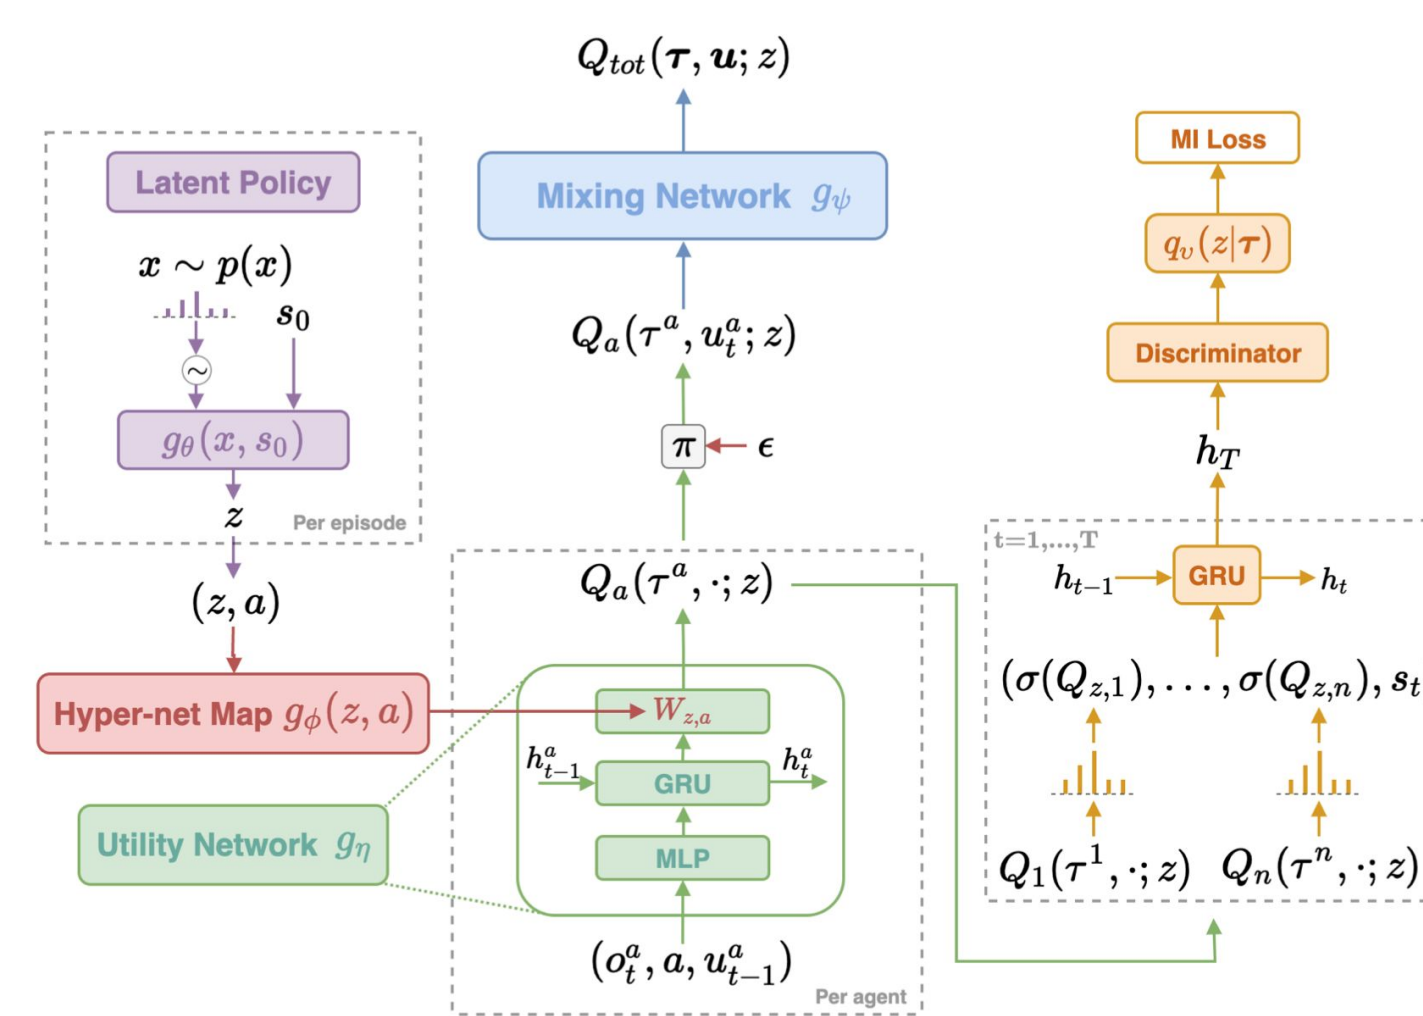 Q_{tot}(τ, u; z)
Mixing Network g_ψ
Q_a(τ^a, u_t^a; z)
π
ϵ
Latent Policy
x ∼ p(x)
s_0
∼
g_θ(x, s_0)
z
Per episode
(z, a)
Hyper-net Map g_ϕ(z, a)
Utility Network g_η
Q_a(τ^a, ·; z)
W_{z,a}
h_{t−1}^a
GRU
h_t^a
MLP
(o_t^a, a, u_{t−1}^a)
Per agent
MI Loss
q_υ(z|τ)
Discriminator
h_T
t=1,...,T
h_{t−1}
GRU
h_t
(σ(Q_{z,1}), ..., σ(Q_{z,n}), s_t
Q_1(τ^1, ·; z)
Q_n(τ^n, ·; z)